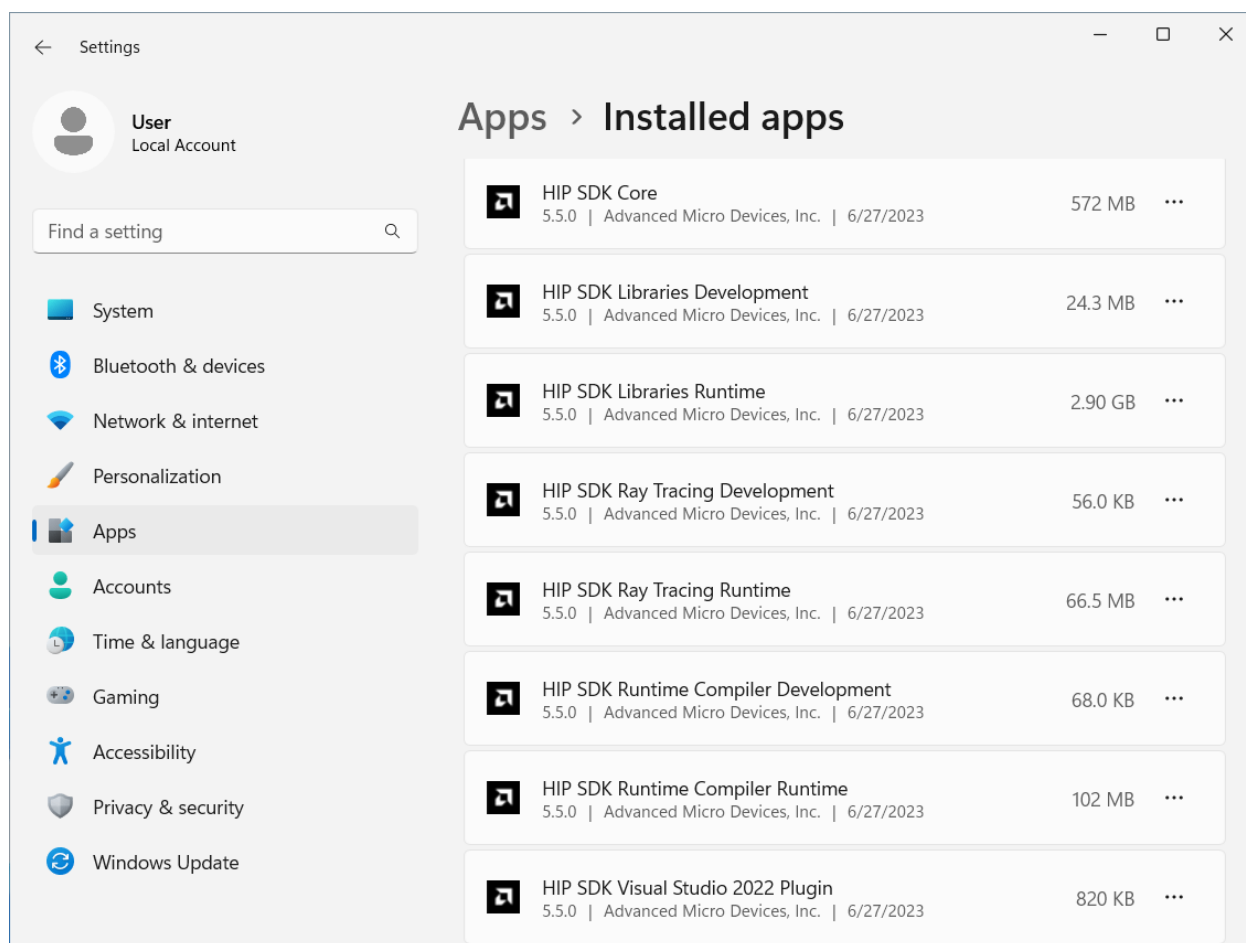 Settings
User
Local Account
Find a setting
System
Bluetooth & devices
Network & internet
Personalization
Apps
Accounts
Time & language
Gaming
Accessibility
Privacy & security
Windows Update
Apps > Installed apps
HIP SDK Core
5.5.0 | Advanced Micro Devices, Inc. | 6/27/2023
572 MB
HIP SDK Libraries Development
5.5.0 | Advanced Micro Devices, Inc. | 6/27/2023
24.3 MB
HIP SDK Libraries Runtime
5.5.0 | Advanced Micro Devices, Inc. | 6/27/2023
2.90 GB
HIP SDK Ray Tracing Development
5.5.0 | Advanced Micro Devices, Inc. | 6/27/2023
56.0 KB
HIP SDK Ray Tracing Runtime
5.5.0 | Advanced Micro Devices, Inc. | 6/27/2023
66.5 MB
HIP SDK Runtime Compiler Development
5.5.0 | Advanced Micro Devices, Inc. | 6/27/2023
68.0 KB
HIP SDK Runtime Compiler Runtime
5.5.0 | Advanced Micro Devices, Inc. | 6/27/2023
102 MB
HIP SDK Visual Studio 2022 Plugin
5.5.0 | Advanced Micro Devices, Inc. | 6/27/2023
820 KB